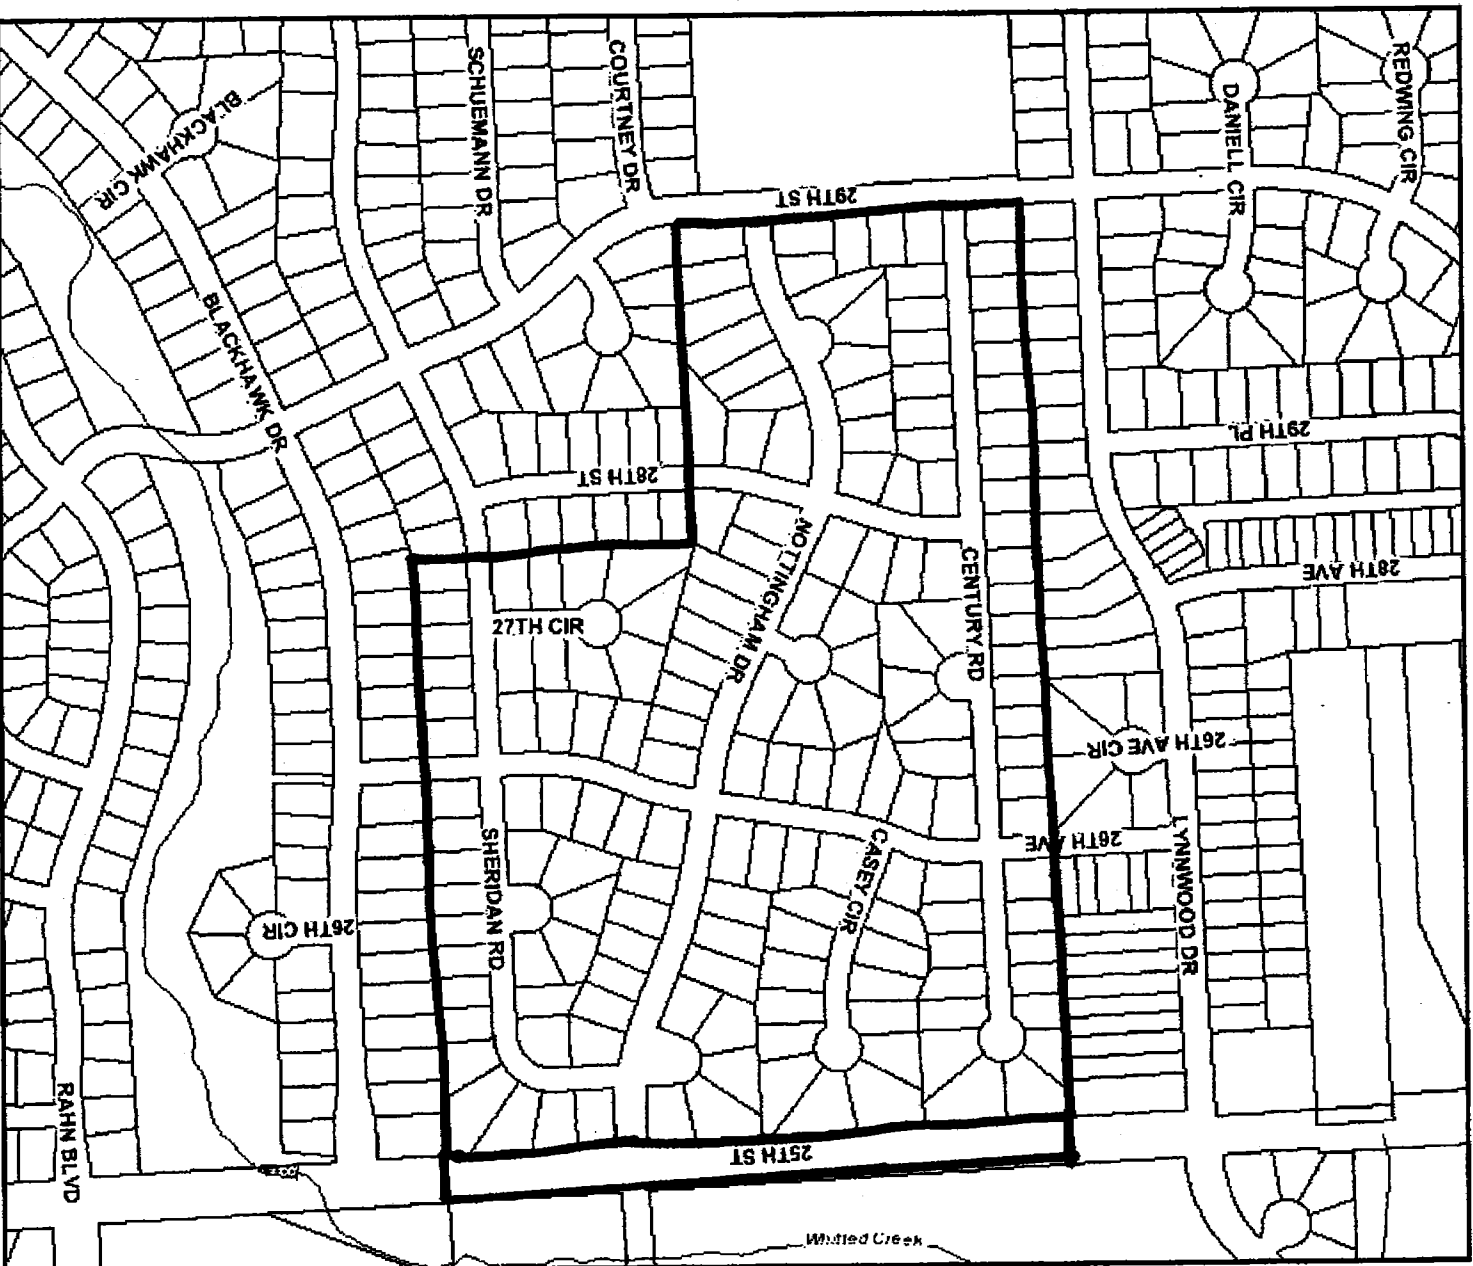 REDWING CIR
COURTNEY DR
SCHUEMANN DR
DANIELL CIR
BLACKHAWK CIR
29TH ST
BLACKHAWK DR
29TH PL
28TH ST
NOTTINGHAM DR
CENTURY RD
28TH AVE
27TH CIR
26TH AVE CIR
LYNNWOOD DR
SHERIDAN RD
CASEY CIR
26TH AVE
26TH CIR
RAHN BLVD
25TH ST
Whitted Creek